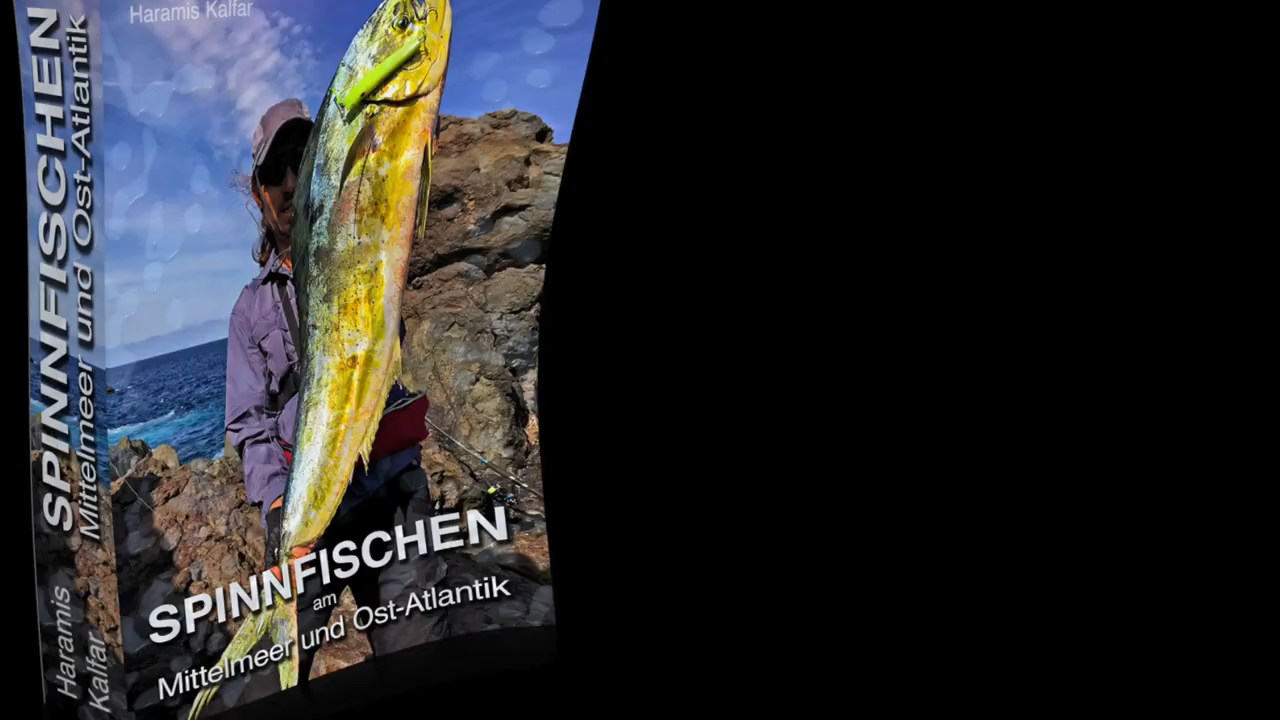 Haramis Kalfar
SPINNFISCHEN
am
Mittelmeer und Ost-Atlantik
SPINNFISCHEN
Mittelmeer und Ost-Atlantik
Haramis
Kalfar